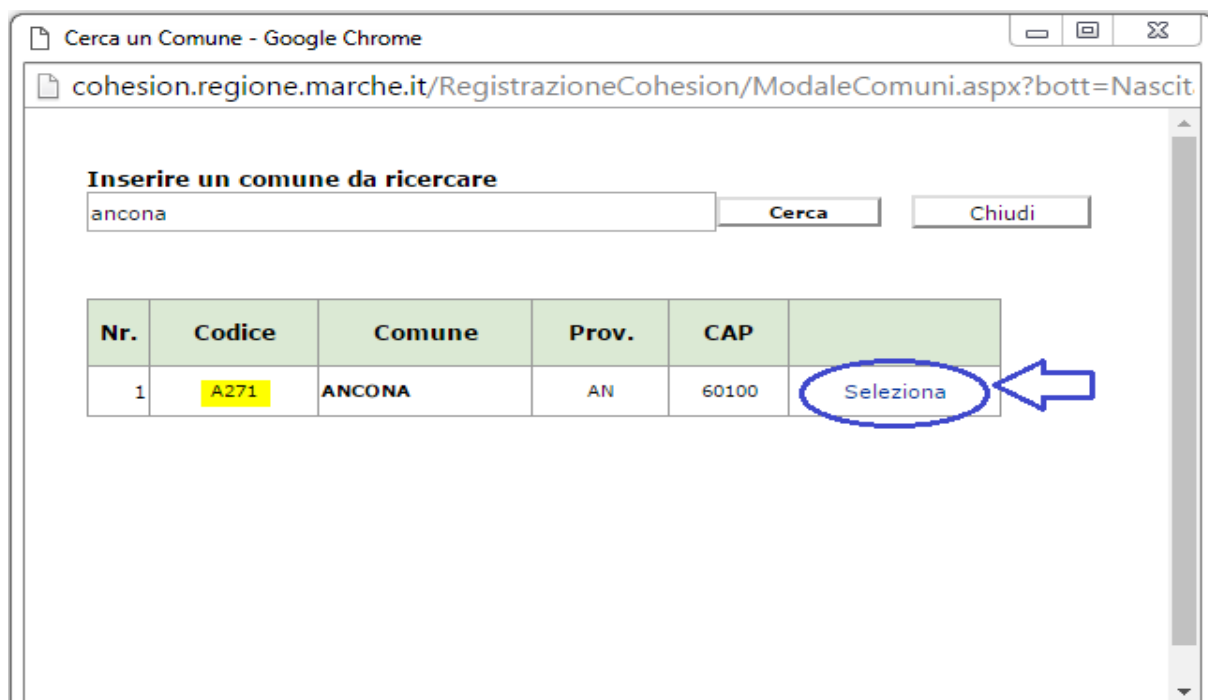 Cerca un Comune - Google Chrome
cohesion.regione.marche.it/RegistrazioneCohesion/ModaleComuni.aspx?bott=Nascit
Inserire un comune da ricercare
ancona Cerca Chiudi
Nr. Codice Comune Prov. CAP
1 A271 ANCONA AN 60100 Seleziona